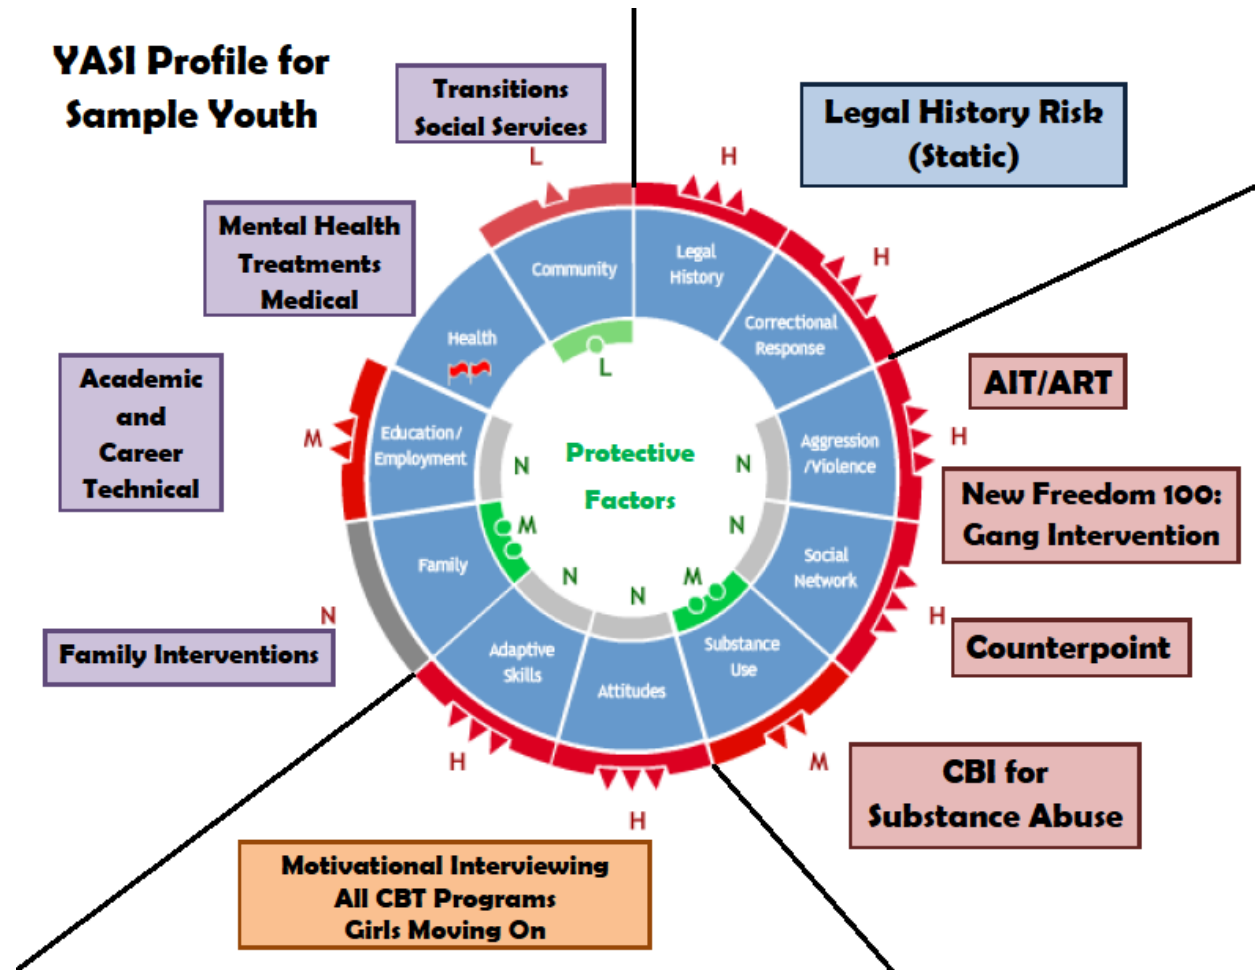 YASI Profile for
Sample Youth
Transitions
Social Services
Legal History Risk
(Static)
Mental Health
Treatments
Medical
Academic
and
Career
Technical
Family Interventions
AIT/ART
New Freedom 100:
Gang Intervention
Counterpoint
CBI for
Substance Abuse
Motivational Interviewing
All CBT Programs
Girls Moving On
L
H
H
H
H
M
H
H
N
M
Community
Legal
History
Correctional
Response
Aggression
/Violence
Social
Network
Substance
Use
Attitudes
Adaptive
Skills
Family
Education/
Employment
Health
L
N
N
M
N
N
M
N
Protective
Factors